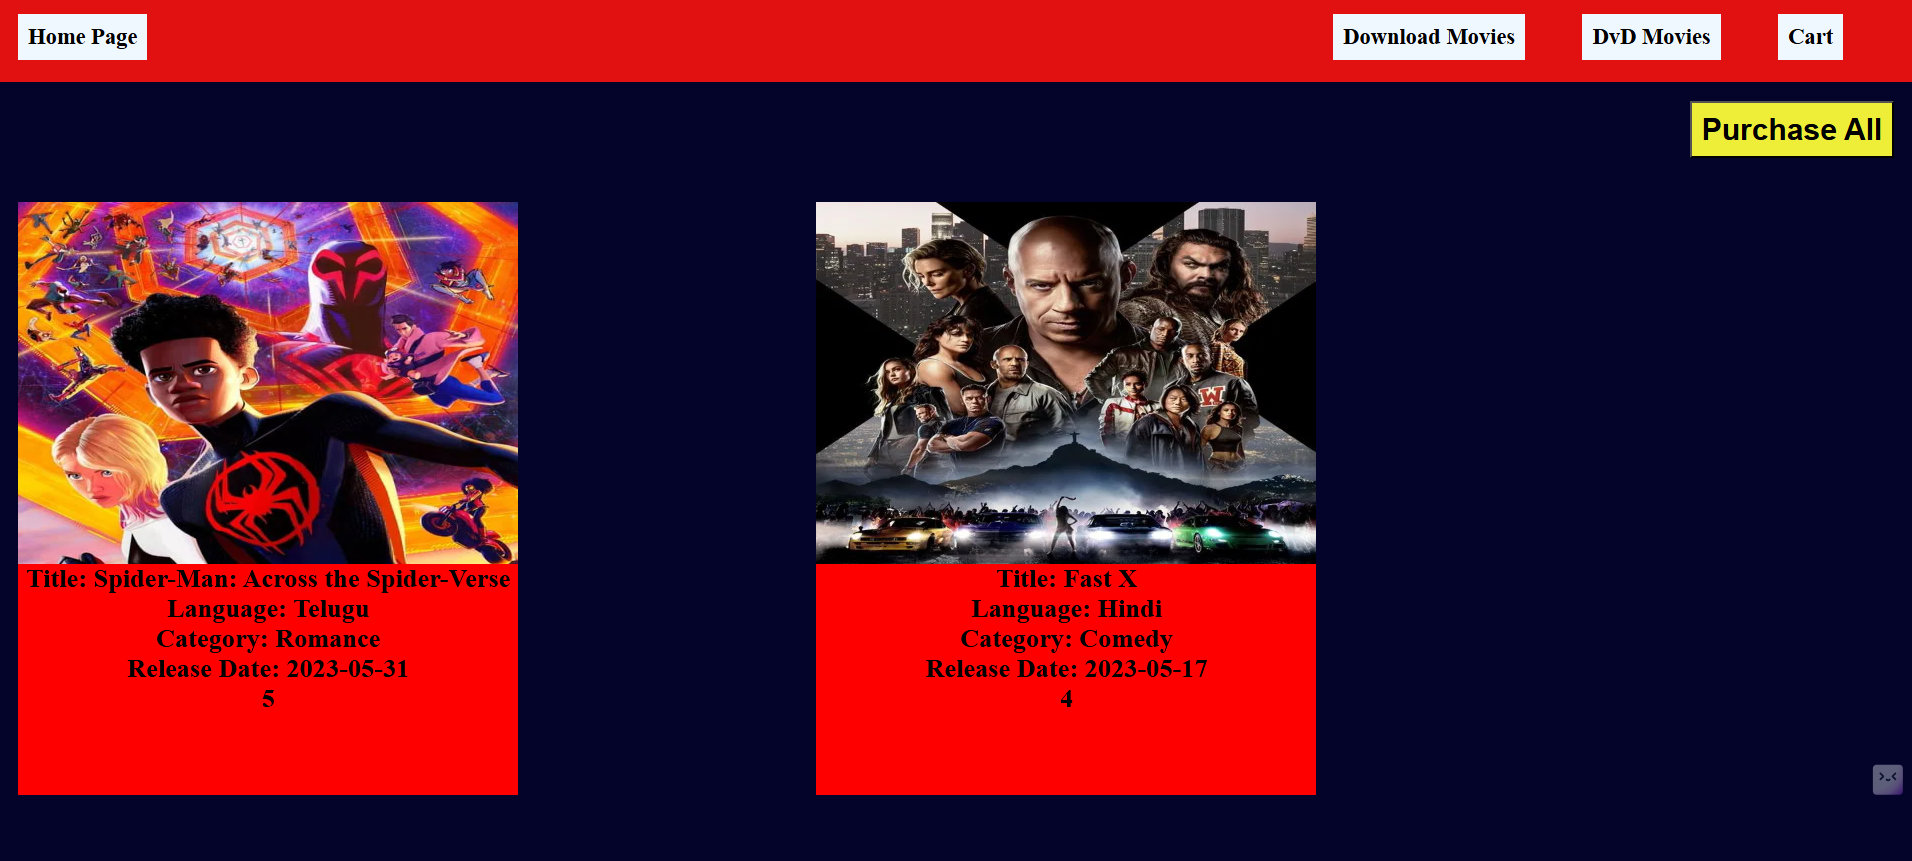 Home Page
Download Movies
DvD Movies
Cart
Purchase All
Title: Spider-Man: Across the Spider-Verse
Language: Telugu
Category: Romance
Release Date: 2023-05-31
5
W
Title: Fast X
Language: Hindi
Category: Comedy
Release Date: 2023-05-17
4